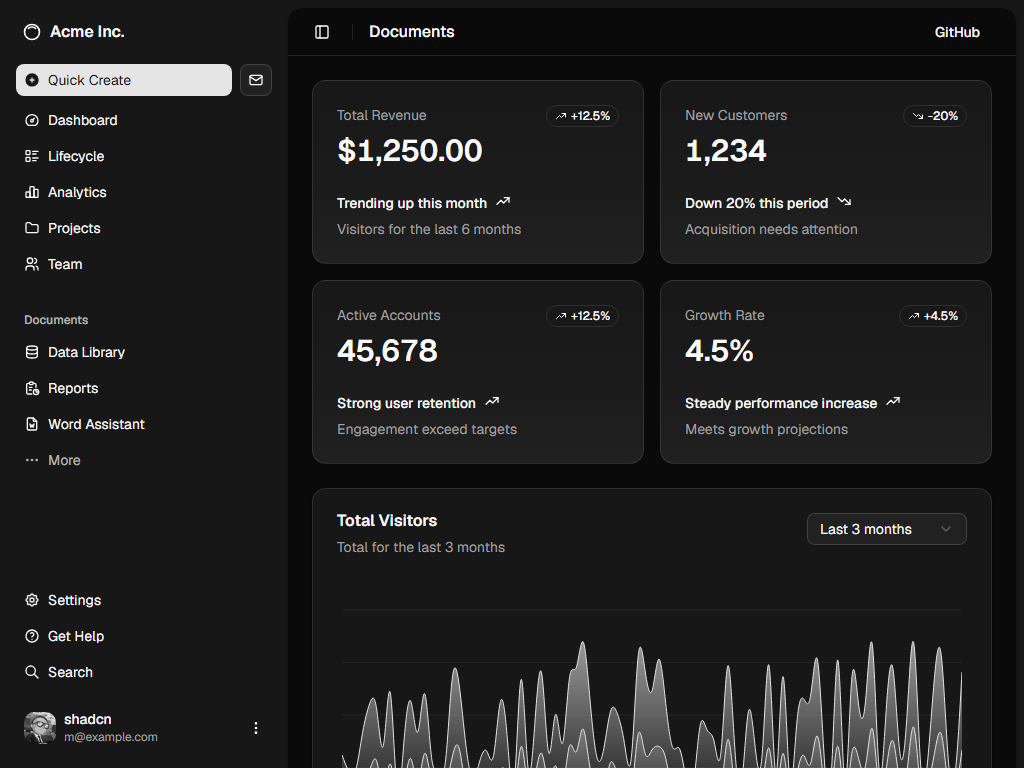 Acme Inc.
Quick Create
Dashboard
Lifecycle
Analytics
Projects
Team
Documents
Data Library
Reports
Word Assistant
More
Settings
Get Help
Search
shadcn
m@example.com
Documents
GitHub
Total Revenue
+12.5%
$1,250.00
Trending up this month
Visitors for the last 6 months
New Customers
-20%
1,234
Down 20% this period
Acquisition needs attention
Active Accounts
+12.5%
45,678
Strong user retention
Engagement exceed targets
Growth Rate
+4.5%
4.5%
Steady performance increase
Meets growth projections
Total Visitors
Total for the last 3 months
Last 3 months